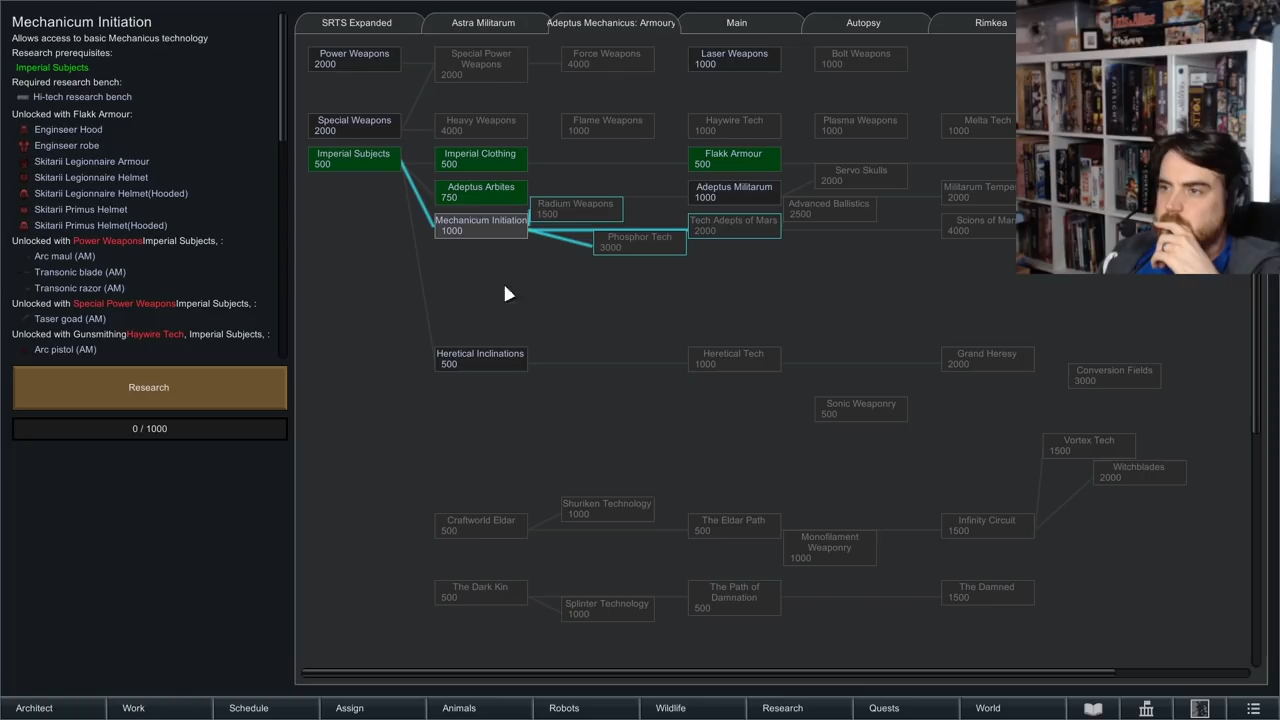 Mechanicum Initiation
Allows access to basic Mechanicus technology
Research prerequisites:
Imperial Subjects
Required research bench:
Hi-tech research bench
Unlocked with Flakk Armour:
Engineer Hood
Engineer robe
Skitarii Legionnaire Armour
Skitarii Legionnaire Helmet
Skitarii Legionnaire Helmet(Hooded)
Skitarii Primus Helmet
Skitarii Primus Helmet(Hooded)
Unlocked with Power WeaponsImperial Subjects, :
Arc maul (AM)
Transonic blade (AM)
Transonic razor (AM)
Unlocked with Special Power WeaponsImperial Subjects, :
Taser goad (AM)
Unlocked with GunsmithingHaywire Tech, Imperial Subjects, :
Arc pistol (AM)
Research
0 / 1000
SRTS Expanded
Astra Militarum
Adeptus Mechanicus: Armoury
Main
Autopsy
Rimkea
Power Weapons
2000
Special Power
Weapons
2000
Force Weapons
4000
Laser Weapons
1000
Bolt Weapons
1000
Special Weapons
2000
Heavy Weapons
4000
Flame Weapons
1000
Haywire Tech
1000
Plasma Weapons
1000
Melta Tech
1000
Imperial Subjects
500
Imperial Clothing
500
Flakk Armour
500
Servo Skulls
2000
Adeptus Arbites
750
Adeptus Militarum
1000
Militarum Tempe
2000
Radium Weapons
1500
Advanced Ballistics
2500
Mechanicum Initiation
1000
Tech Adepts of Mars
2000
Scions of Mar
4000
Phosphor Tech
3000
Heretical Inclinations
500
Heretical Tech
1000
Grand Heresy
2000
Conversion Fields
3000
Sonic Weaponry
500
Vortex Tech
1500
Witchblades
2000
Shuriken Technology
1000
Craftworld Eldar
500
The Eldar Path
500
Infinity Circuit
1500
Monofilament
Weaponry
1000
The Dark Kin
500
Splinter Technology
1000
The Path of
Damnation
500
The Damned
1500
Architect
Work
Schedule
Assign
Animals
Robots
Wildlife
Research
Quests
World